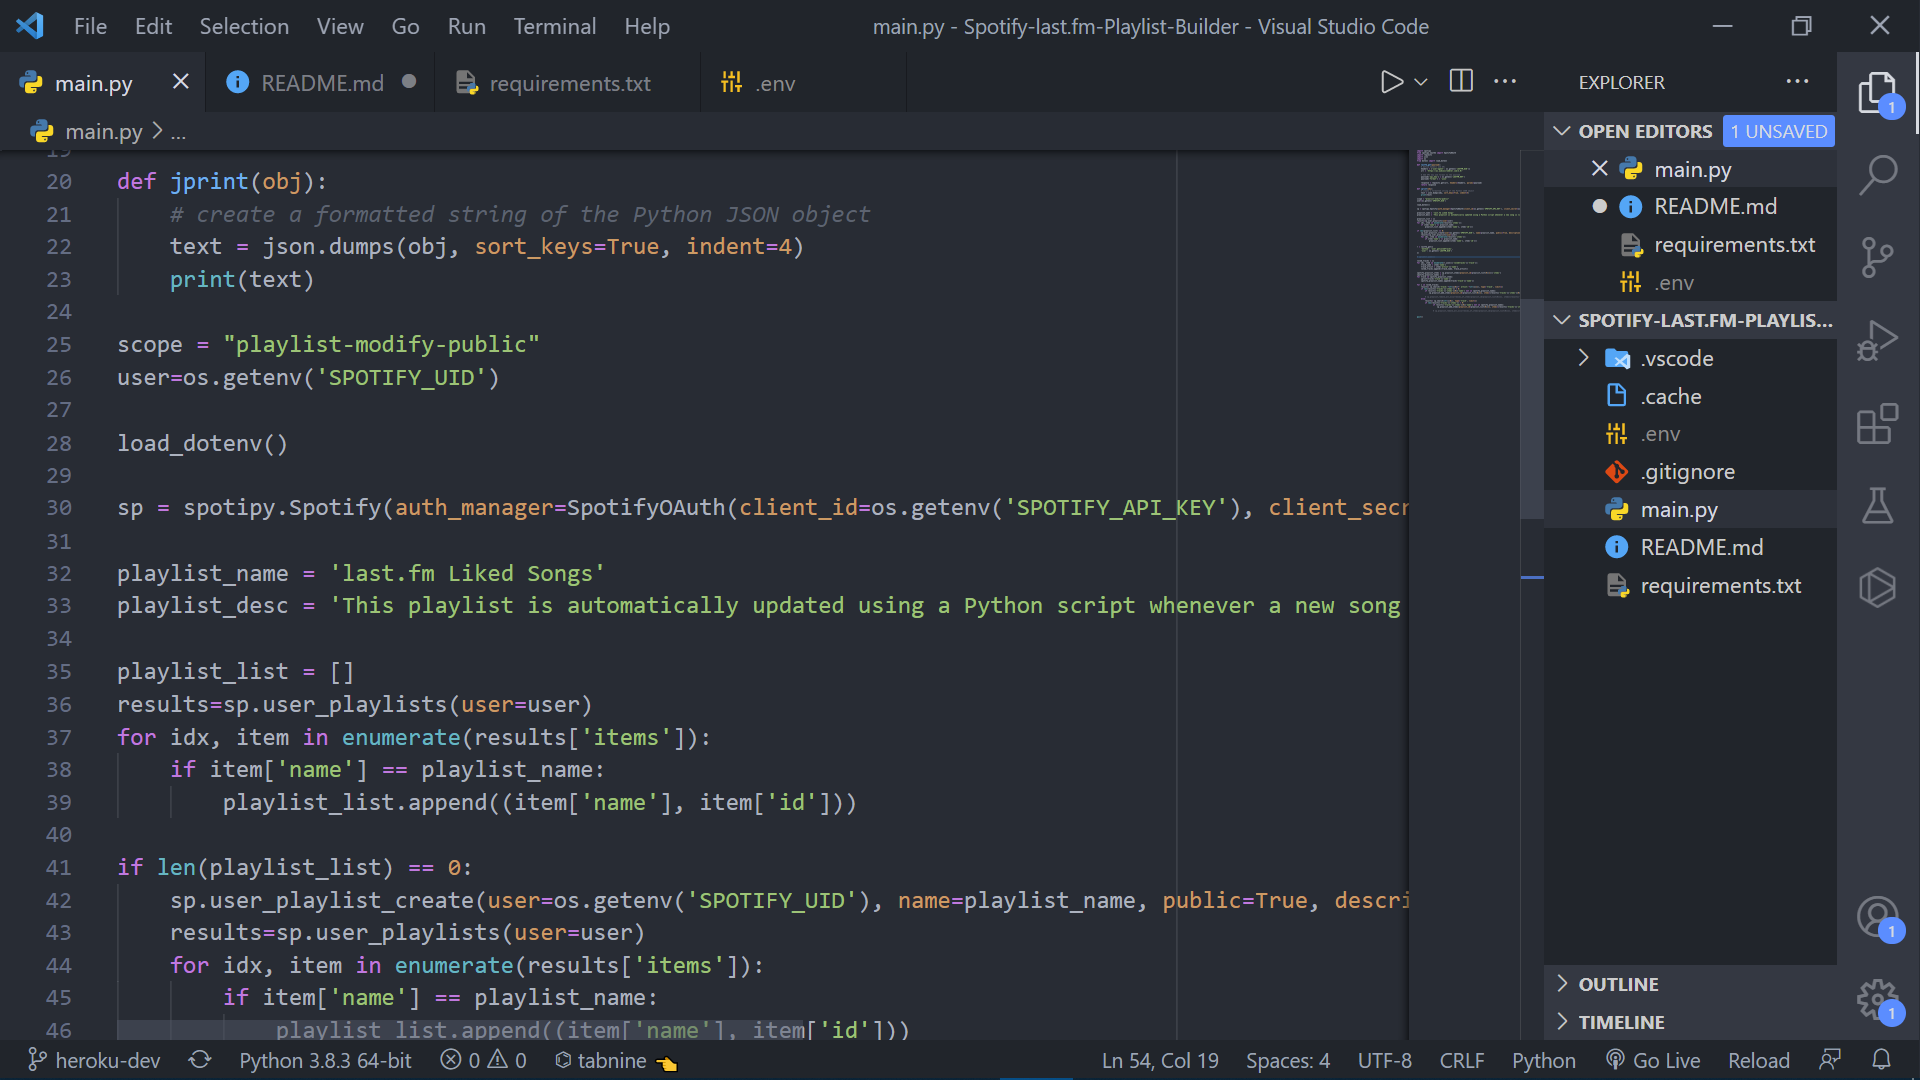 File Edit Selection View Go Run Terminal Help
main.py - Spotify-last.fm-Playlist-Builder - Visual Studio Code
main.py README.md requirements.txt .env
EXPLORER
main.py > ...
OPEN EDITORS 1 UNSAVED
main.py
README.md
requirements.txt
.env
SPOTIFY-LAST.FM-PLAYLIS...
.vscode
.cache
.env
.gitignore
main.py
README.md
requirements.txt
OUTLINE
TIMELINE
1
1
1
19
20 def jprint(obj):
21 # create a formatted string of the Python JSON object
22 text = json.dumps(obj, sort_keys=True, indent=4)
23 print(text)
24
25 scope = "playlist-modify-public"
26 user=os.getenv('SPOTIFY_UID')
27
28 load_dotenv()
29
30 sp = spotipy.Spotify(auth_manager=SpotifyOAuth(client_id=os.getenv('SPOTIFY_API_KEY'), client_secr
31
32 playlist_name = 'last.fm Liked Songs'
33 playlist_desc = 'This playlist is automatically updated using a Python script whenever a new song
34
35 playlist_list = []
36 results=sp.user_playlists(user=user)
37 for idx, item in enumerate(results['items']):
38 if item['name'] == playlist_name:
39 playlist_list.append((item['name'], item['id']))
40
41 if len(playlist_list) == 0:
42 sp.user_playlist_create(user=os.getenv('SPOTIFY_UID'), name=playlist_name, public=True, descri
43 results=sp.user_playlists(user=user)
44 for idx, item in enumerate(results['items']):
45 if item['name'] == playlist_name:
46 playlist_list.append((item['name'], item['id']))
heroku-dev Python 3.8.3 64-bit 0 0 tabnine Ln 54, Col 19 Spaces: 4 UTF-8 CRLF Python Go Live Reload